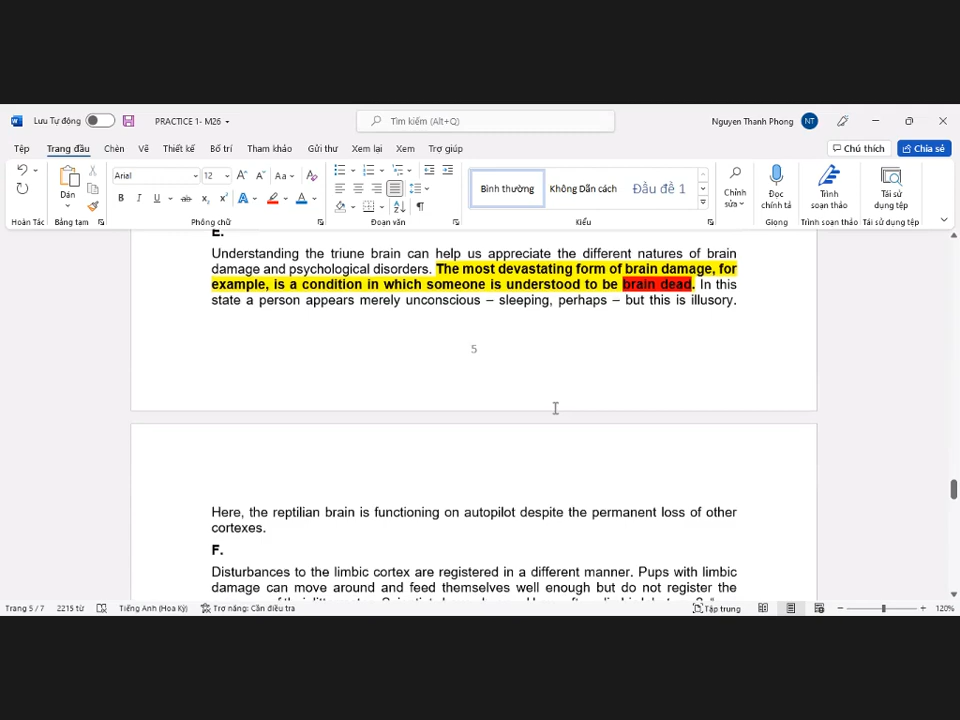 Lưu Tự động PRACTICE 1- M26 Tìm kiếm (Alt+Q) Nguyen Thanh Phong NT
Tệp Trang đầu Chèn Vẽ Thiết kế Bố trí Tham khảo Gửi thư Xem lại Xem Trợ giúp Chú thích Chia sẻ
Arial 12 Aa
Dán
B I U ab x₂ x² A A
Bình thường Không Dãn cách Đầu đề 1
Chỉnh sửa
Đọc chính tả
Trình soạn thảo
Tái sử dụng tệp
Hoàn Tác Bảng tạm Phông chữ Đoạn văn Kiểu Giọng Trình soạn thảo Tái sử dụng tệp
E.
Understanding the triune brain can help us appreciate the different natures of brain
damage and psychological disorders. The most devastating form of brain damage, for
example, is a condition in which someone is understood to be brain dead. In this
state a person appears merely unconscious – sleeping, perhaps – but this is illusory.
5
Here, the reptilian brain is functioning on autopilot despite the permanent loss of other
cortexes.
F.
Disturbances to the limbic cortex are registered in a different manner. Pups with limbic
damage can move around and feed themselves well enough but do not register the
Trang 5 / 7 2215 từ Tiếng Anh (Hoa Kỳ) Trợ năng: Cần điều tra Tập trung 120%